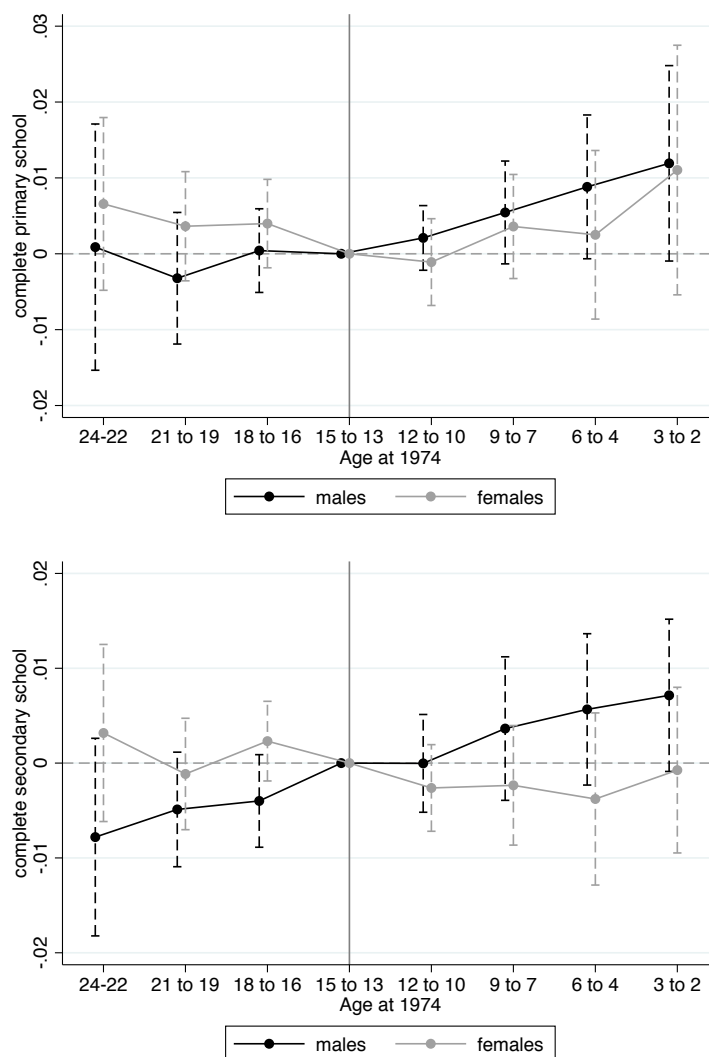 complete primary school
.03
.02
.01
0
-.01
-.02
24-22 21 to 19 18 to 16 15 to 13 12 to 10 9 to 7 6 to 4 3 to 2
Age at 1974
males females
complete secondary school
.02
.01
0
-.01
-.02
24-22 21 to 19 18 to 16 15 to 13 12 to 10 9 to 7 6 to 4 3 to 2
Age at 1974
males females